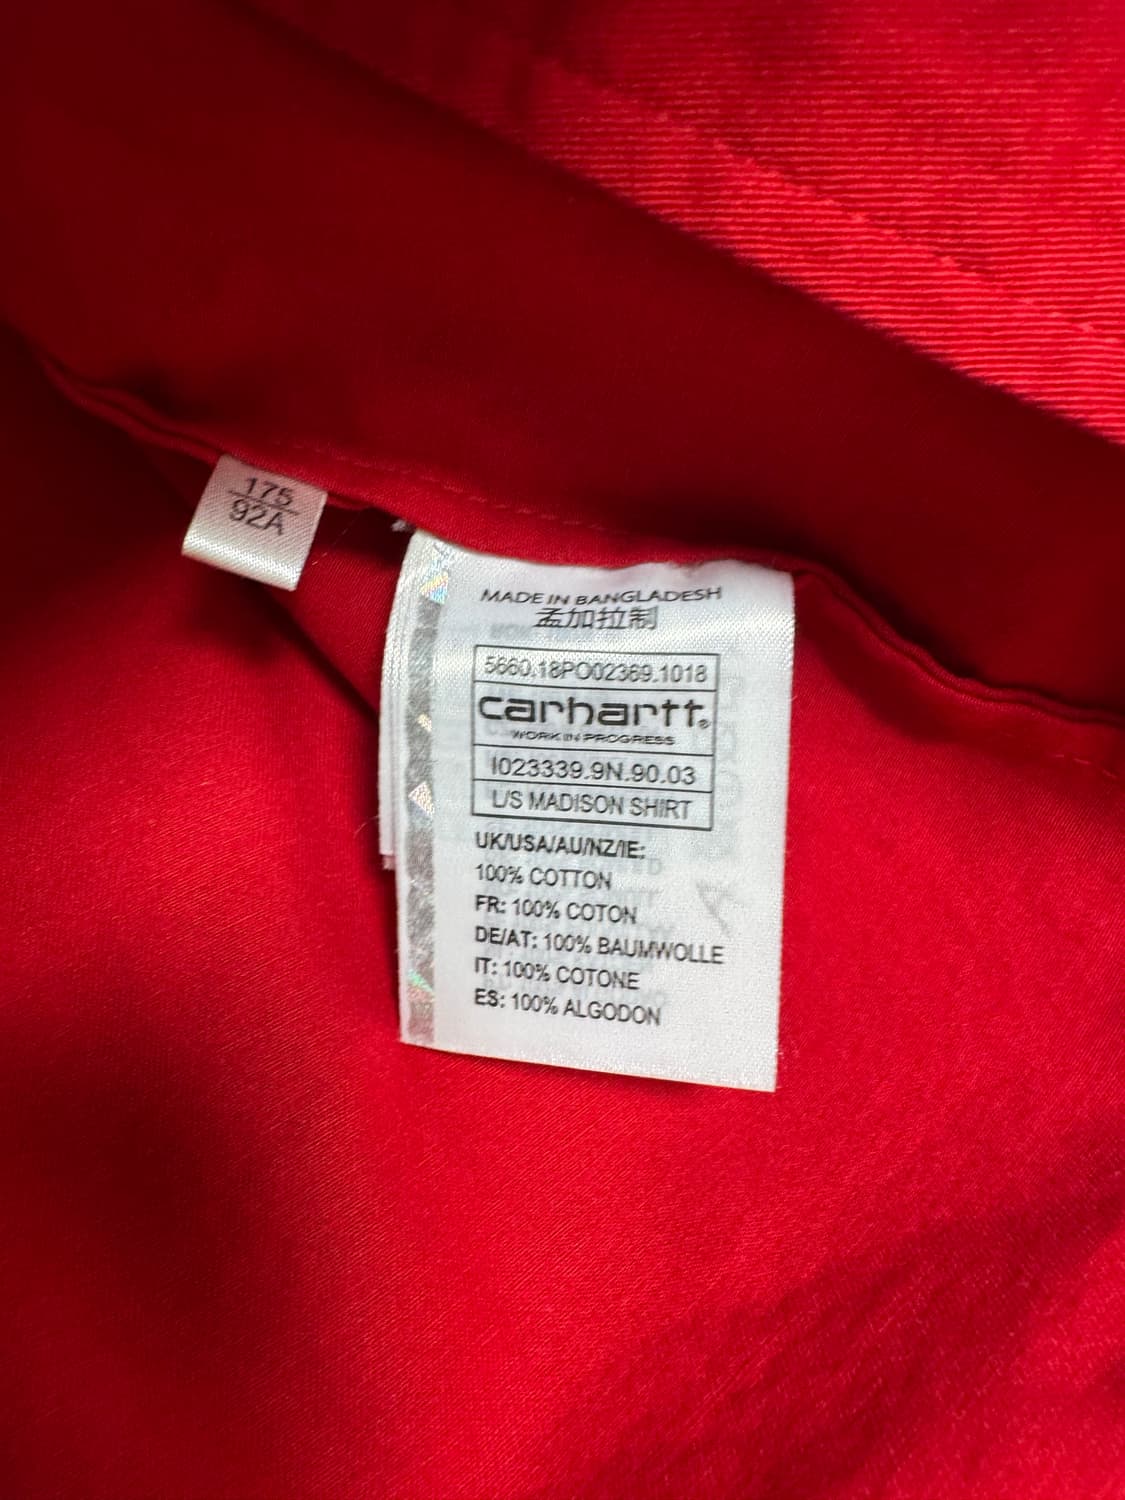 175
92A
MADE IN BANGLADESH
孟加拉制
5660.18PO02369.1018
carhartt®
WORK IN PROGRESS
I023339.9N.90.03
L/S MADISON SHIRT
UK/USA/AU/NZ/IE:
100% COTTON
FR: 100% COTON
DE/AT: 100% BAUMWOLLE
IT: 100% COTONE
ES: 100% ALGODON